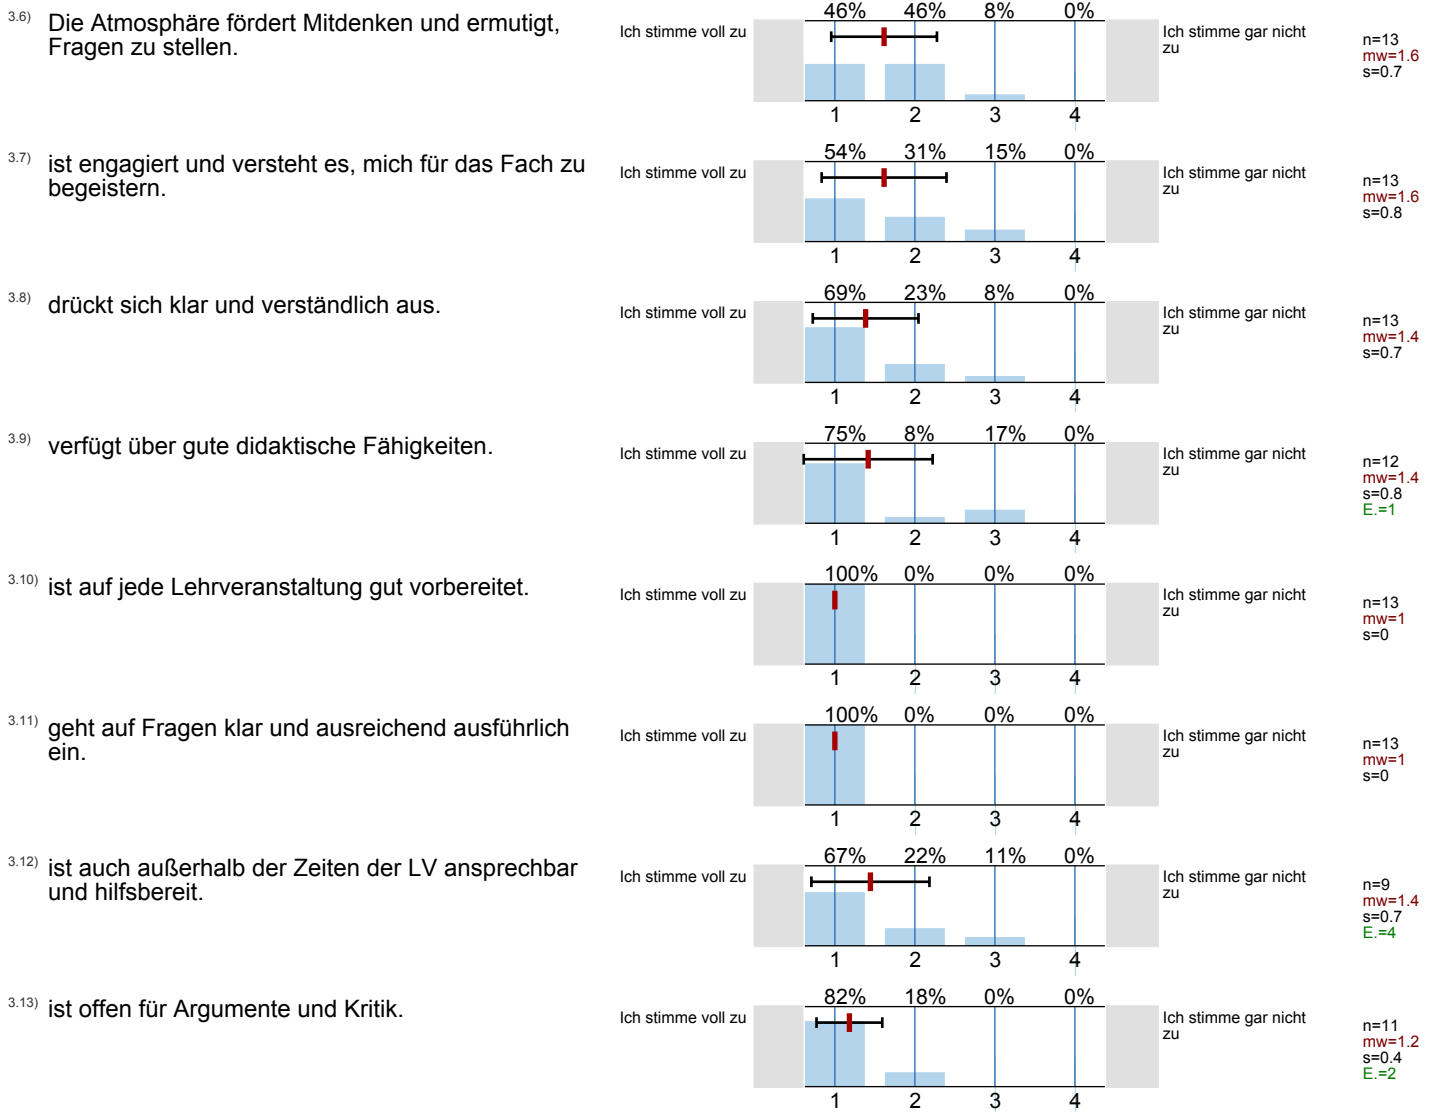 3.6) Die Atmosphäre fördert Mitdenken und ermutigt,
Fragen zu stellen.
Ich stimme voll zu
46% 46% 8% 0%
1 2 3 4
Ich stimme gar nicht
zu
n=13
mw=1.6
s=0.7
3.7) ist engagiert und versteht es, mich für das Fach zu
begeistern.
Ich stimme voll zu
54% 31% 15% 0%
1 2 3 4
Ich stimme gar nicht
zu
n=13
mw=1.6
s=0.8
3.8) drückt sich klar und verständlich aus.
Ich stimme voll zu
69% 23% 8% 0%
1 2 3 4
Ich stimme gar nicht
zu
n=13
mw=1.4
s=0.7
3.9) verfügt über gute didaktische Fähigkeiten.
Ich stimme voll zu
75% 8% 17% 0%
1 2 3 4
Ich stimme gar nicht
zu
n=12
mw=1.4
s=0.8
E.=1
3.10) ist auf jede Lehrveranstaltung gut vorbereitet.
Ich stimme voll zu
100% 0% 0% 0%
1 2 3 4
Ich stimme gar nicht
zu
n=13
mw=1
s=0
3.11) geht auf Fragen klar und ausreichend ausführlich
ein.
Ich stimme voll zu
100% 0% 0% 0%
1 2 3 4
Ich stimme gar nicht
zu
n=13
mw=1
s=0
3.12) ist auch außerhalb der Zeiten der LV ansprechbar
und hilfsbereit.
Ich stimme voll zu
67% 22% 11% 0%
1 2 3 4
Ich stimme gar nicht
zu
n=9
mw=1.4
s=0.7
E.=4
3.13) ist offen für Argumente und Kritik.
Ich stimme voll zu
82% 18% 0% 0%
1 2 3 4
Ich stimme gar nicht
zu
n=11
mw=1.2
s=0.4
E.=2